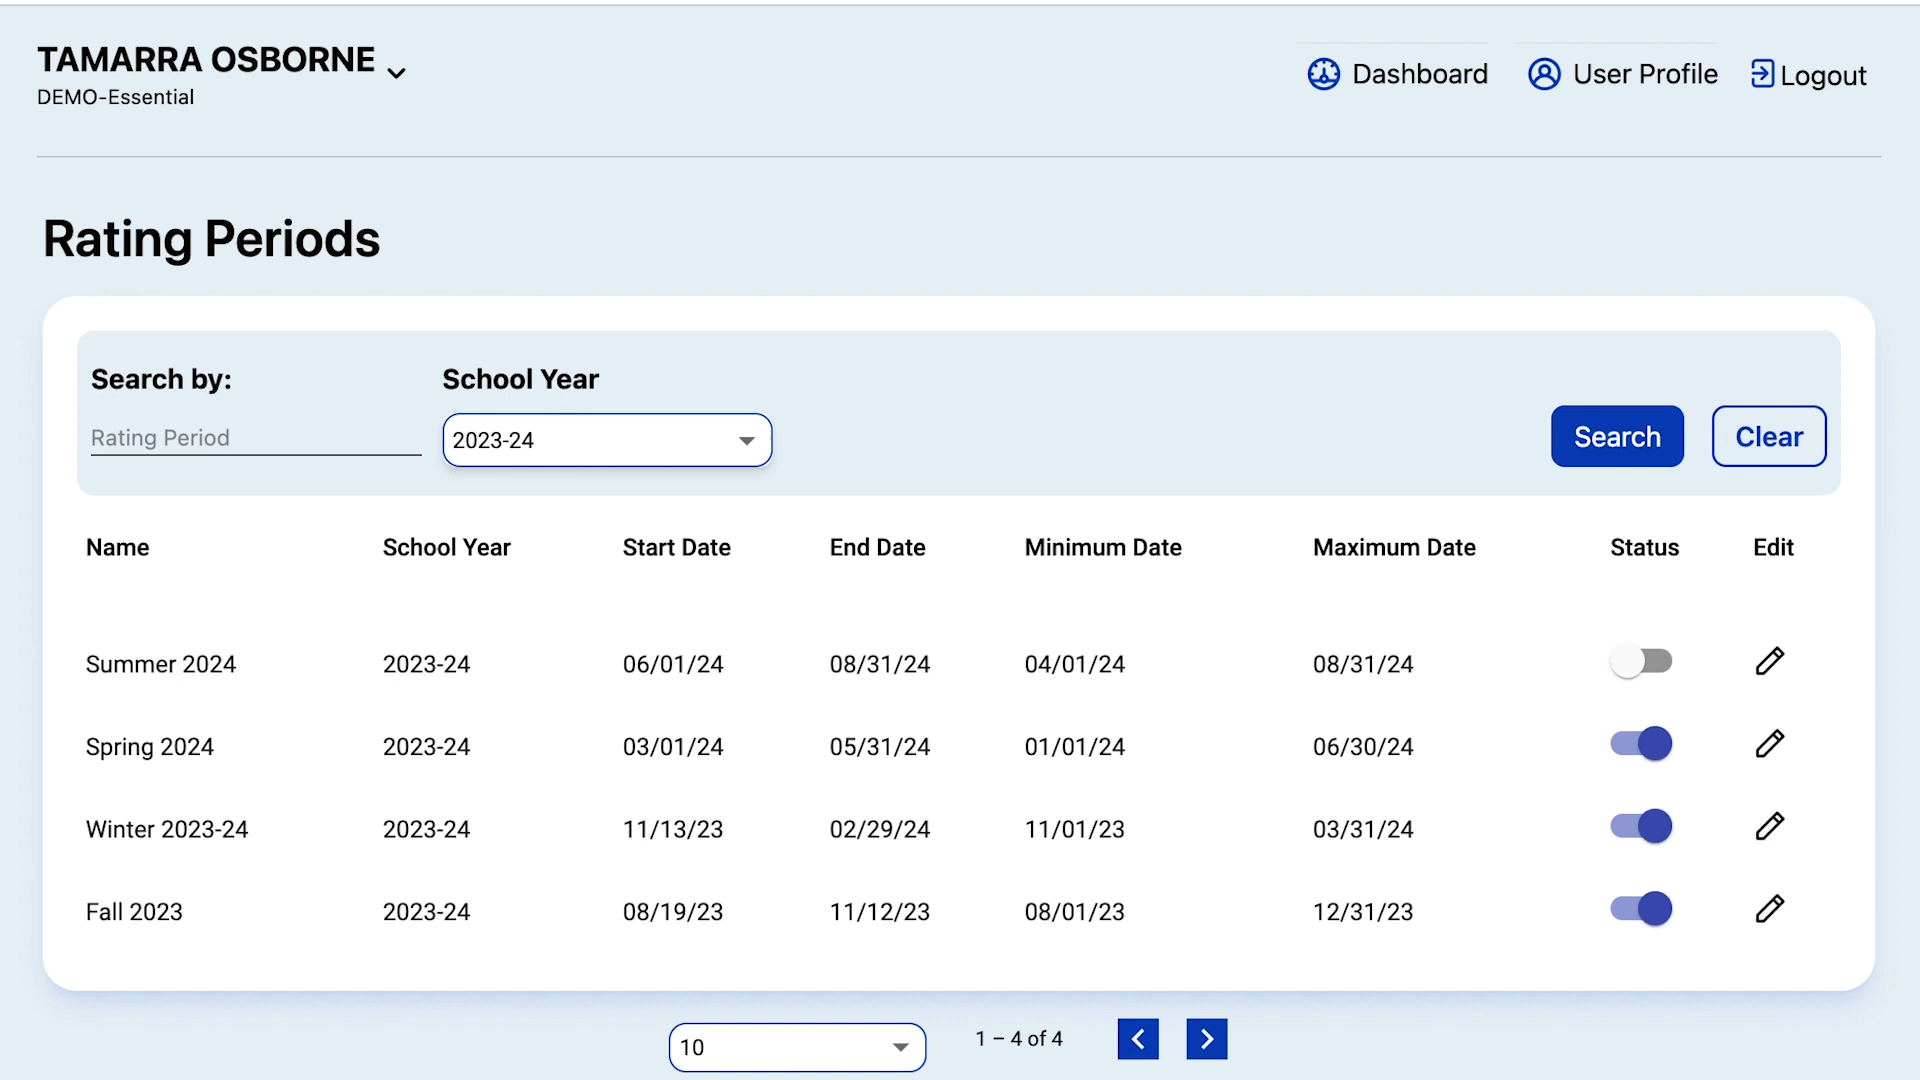 TAMARRA OSBORNE
DEMO-Essential
Dashboard
User Profile
Logout
Rating Periods
Search by:
School Year
Rating Period
2023-24
Search
Clear
Name School Year Start Date End Date Minimum Date Maximum Date Status Edit
Summer 2024 2023-24 06/01/24 08/31/24 04/01/24 08/31/24
Spring 2024 2023-24 03/01/24 05/31/24 01/01/24 06/30/24
Winter 2023-24 2023-24 11/13/23 02/29/24 11/01/23 03/31/24
Fall 2023 2023-24 08/19/23 11/12/23 08/01/23 12/31/23
10
1 – 4 of 4